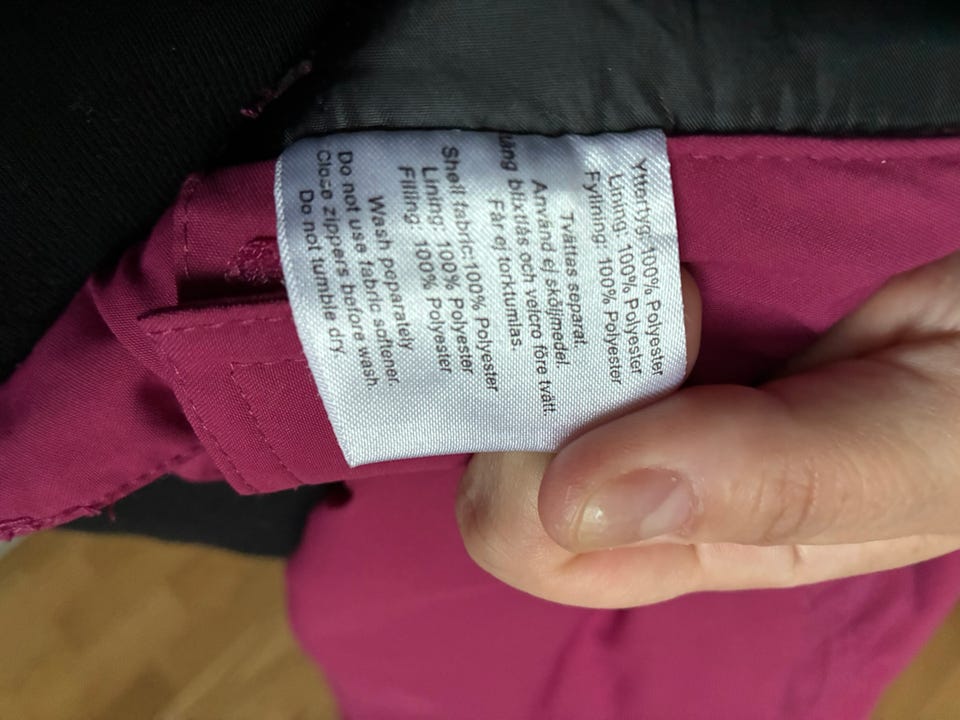 Yttertyg: 100% Polyester
Lining: 100% Polyester
Fyllning: 100% Polyester
Tvättas separat.
Använd ej sköljmedel.
täng blixtlås och velcro före tvätt.
Får ej torktumlas.
Shell fabric:100% Polyester
Lining: 100% Polyester
Filling: 100% Polyester
Wash peparately
Do not use fabric softener.
Close zippers before wash
Do not tumble dry.